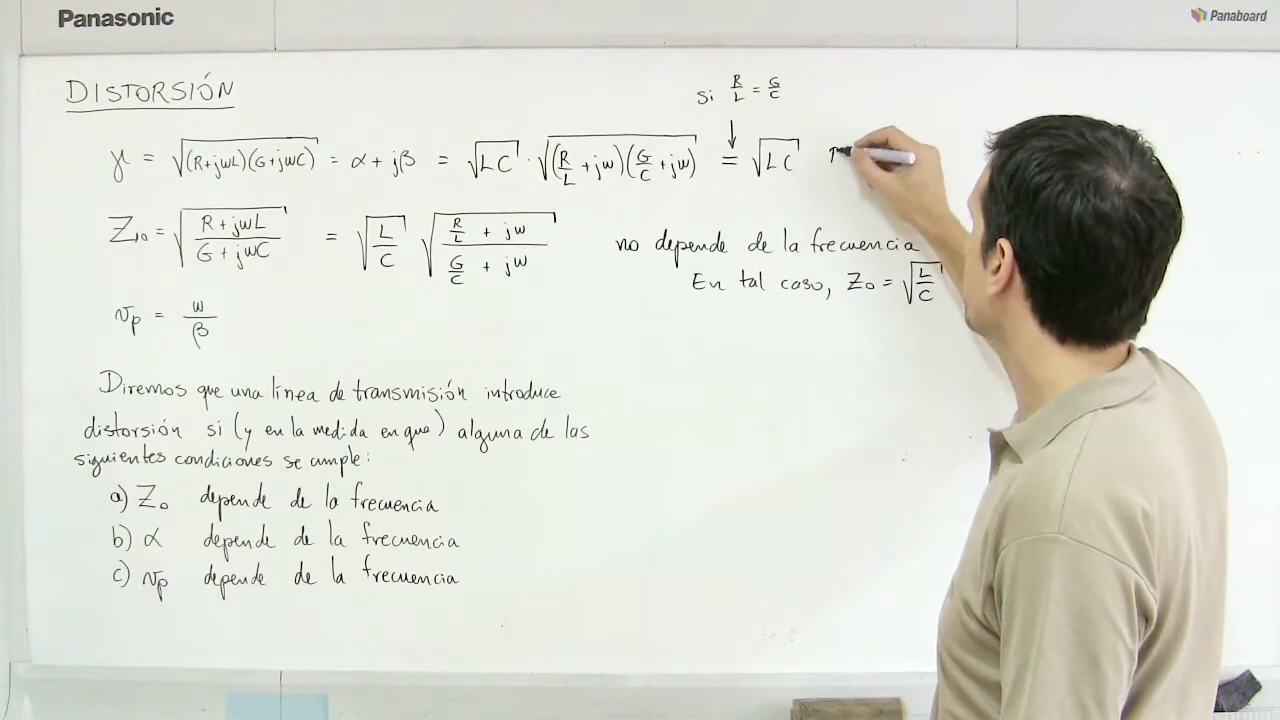 Panasonic
Panaboard
DISTORSIÓN
Si R/L = G/C
γ = √((R+jωL)(G+jωC)) = α + jβ = √(LC) · √((R/L + jω)(G/C + jω)) = √(LC)
Z₀ = √((R + jωL)/(G + jωC)) = √(L/C) √((R/L + jω)/(G/C + jω)) no depende de la frecuencia
En tal caso, Z₀ = √(L/C)
vp = ω/β
Diremos que una línea de transmisión introduce
distorsión si (y en la medida en que) alguna de las
siguientes condiciones se cumple:
a) Z₀ depende de la frecuencia
b) α depende de la frecuencia
c) vp depende de la frecuencia